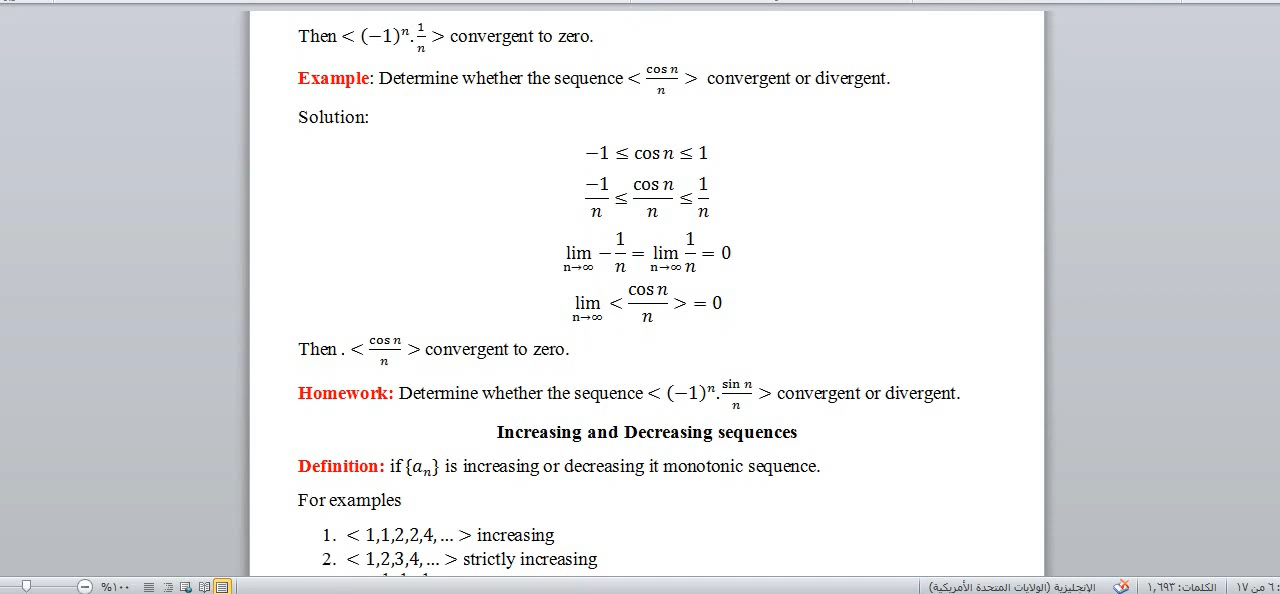 Then < (−1)ⁿ. 1/n > convergent to zero.
Example: Determine whether the sequence < cos n/n > convergent or divergent.
Solution:
−1 ≤ cos n ≤ 1
−1/n ≤ cos n/n ≤ 1/n
lim n→∞ − 1/n = lim n→∞ 1/n = 0
lim n→∞ < cos n/n > = 0
Then . < cos n/n > convergent to zero.
Homework: Determine whether the sequence < (−1)ⁿ. sin n/n > convergent or divergent.
Increasing and Decreasing sequences
Definition: if {aₙ} is increasing or decreasing it monotonic sequence.
For examples
1. < 1,1,2,2,4, … > increasing
2. < 1,2,3,4, … > strictly increasing
٦ من ١٧ الكلمات: ١,٦٩٣ الإنجليزية (الولايات المتحدة الأمريكية) ١٠٠%